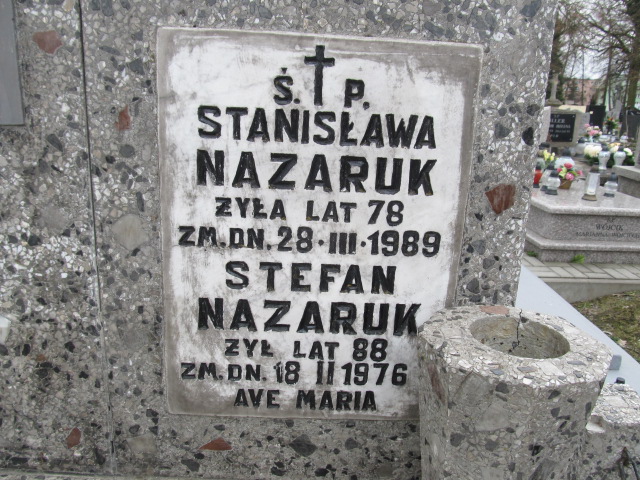 Ś. P.
STANISŁAWA
NAZARUK
ŻYŁA LAT 78
ZM. DN. 28·III·1989
STEFAN
NAZARUK
ŻYŁ LAT 88
ZM. DN. 18 II 1976
AVE MARIA
WÓJCIK